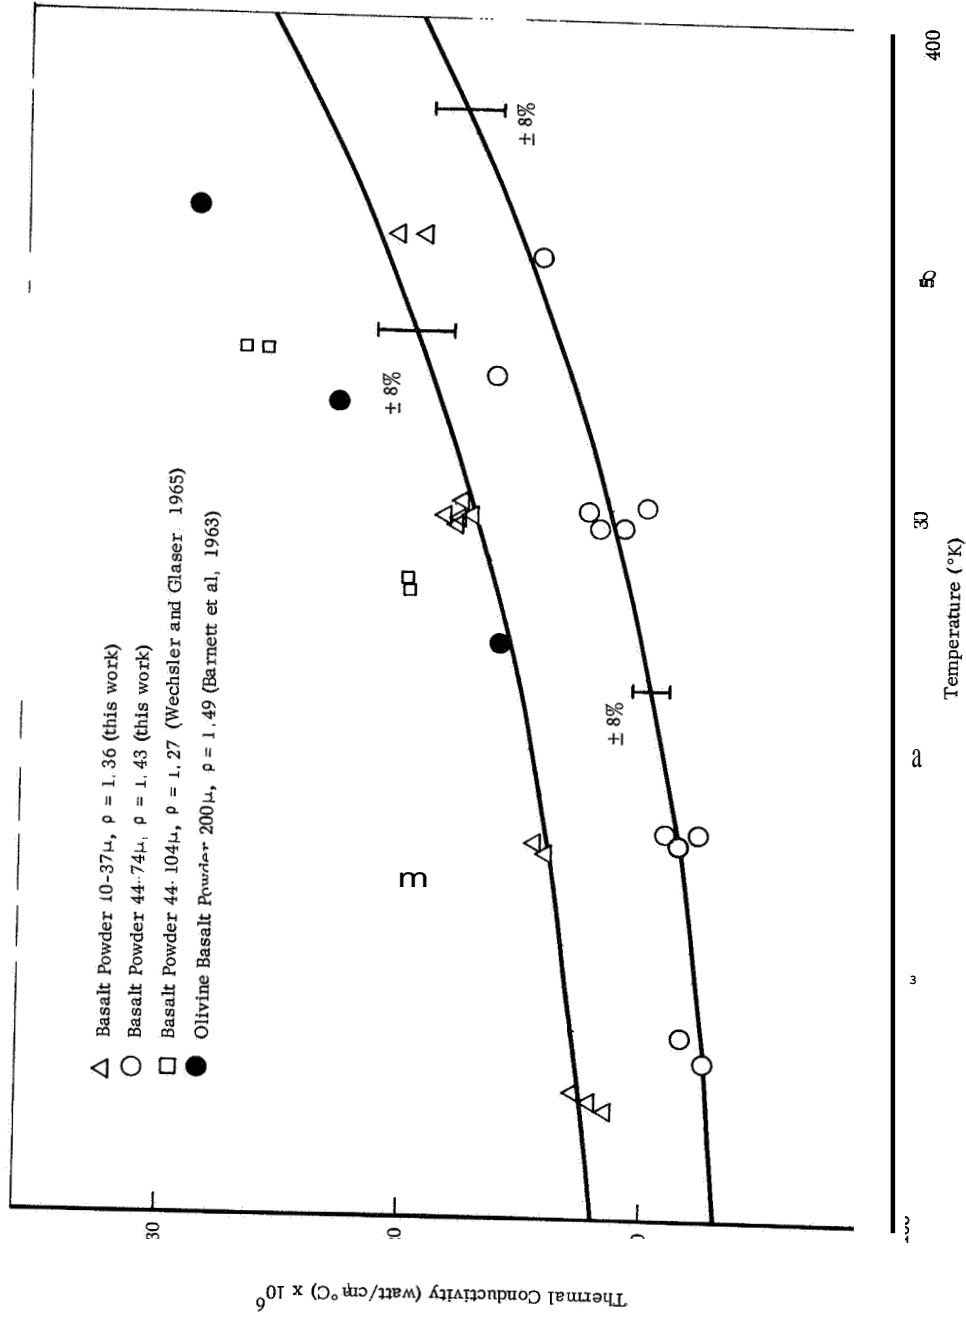 △ Basalt Powder 10-37μ, ρ = 1.36 (this work)
○ Basalt Powder 44-74μ, ρ = 1.43 (this work)
□ Basalt Powder 44-104μ, ρ = 1.27 (Wechsler and Glaser 1965)
● Olivine Basalt Powder 200μ, ρ = 1.49 (Barnett et al, 1963)
± 8%
± 8%
± 8%
m
30
Thermal Conductivity (watt/cm °C) x 10⁶
3
400
Temperature (°K)